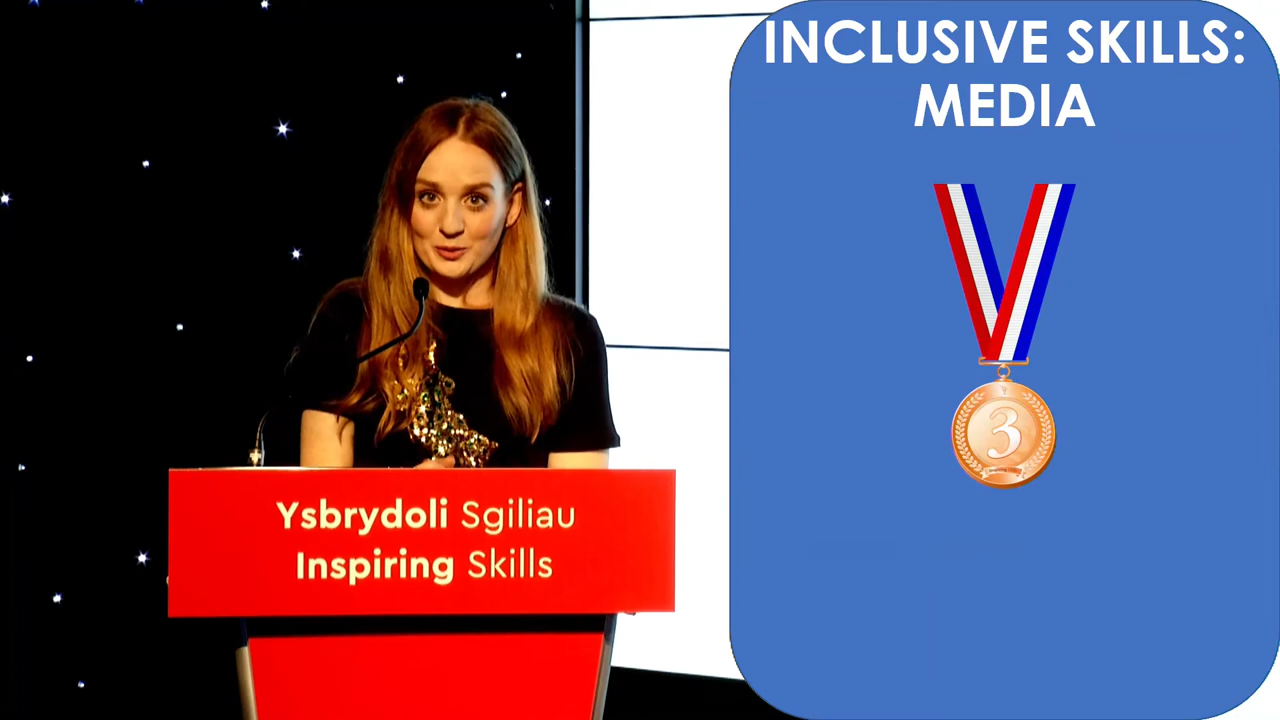 INCLUSIVE SKILLS:
MEDIA
3
Ysbrydoli Sgiliau
Inspiring Skills